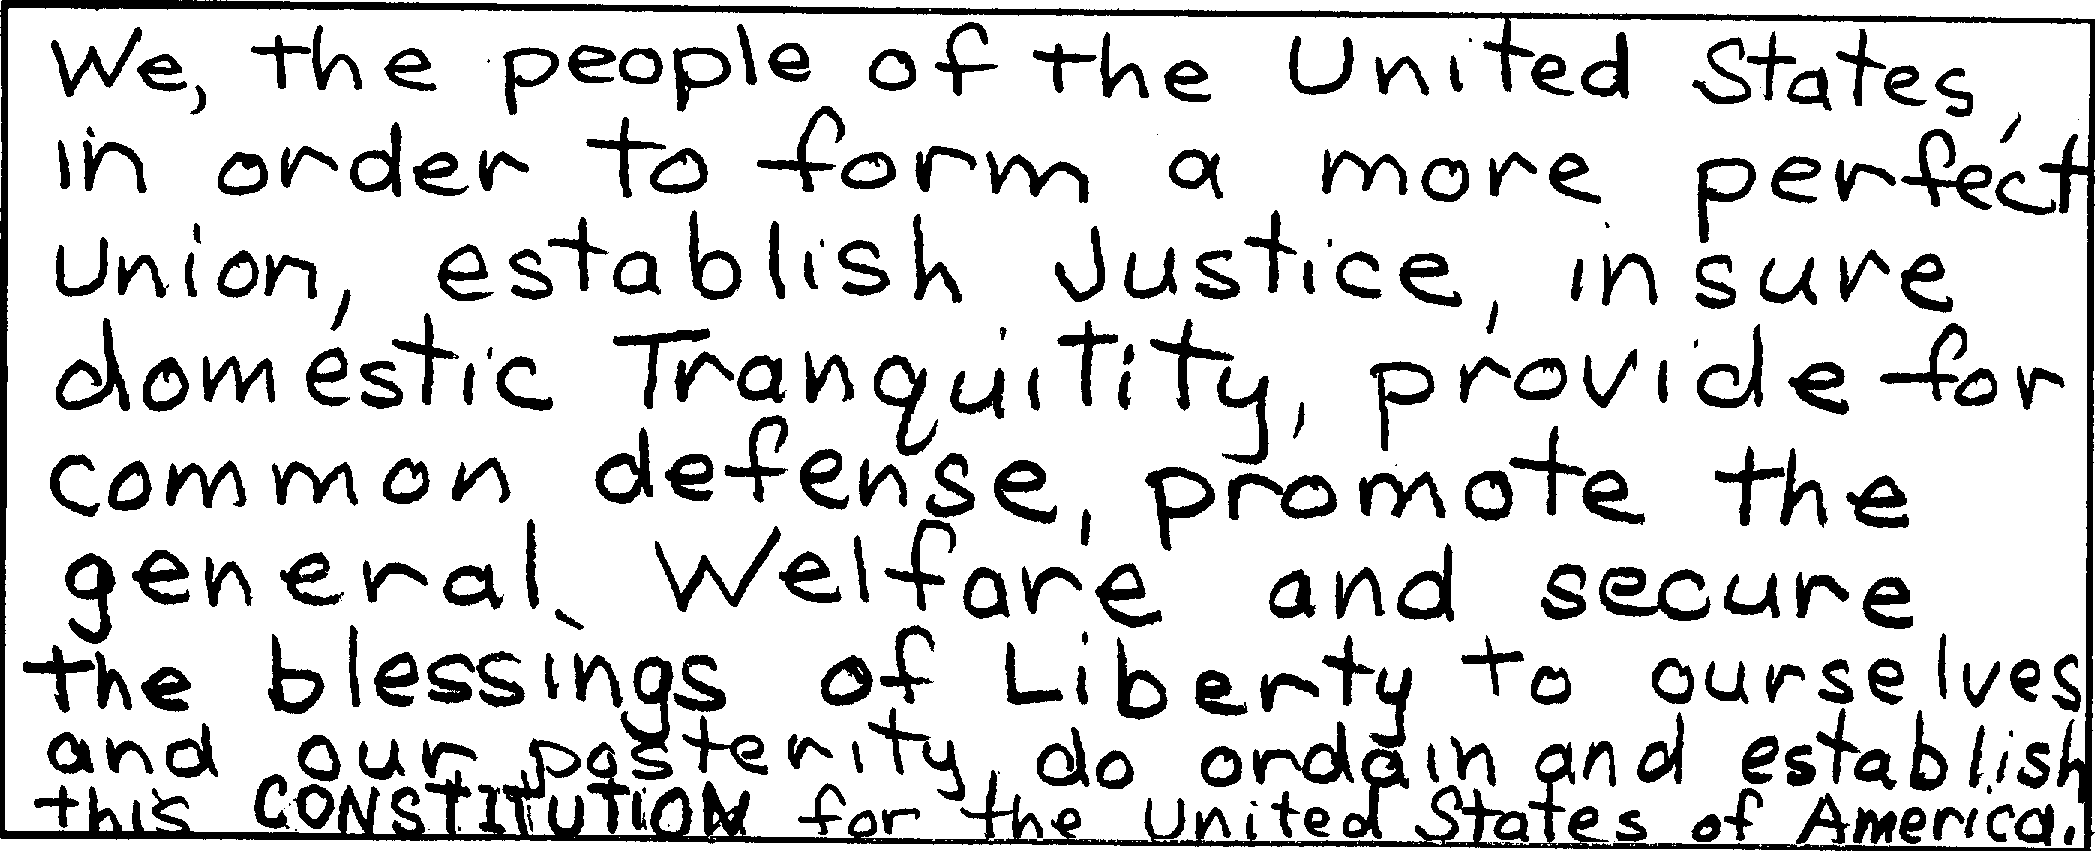 We, the people of the United States,
in order to form a more perfect
Union, establish Justice, insure
domestic Tranquitity, provide for
common defense, promote the
general Welfare and secure
the blessings of Liberty to ourselves
and our posterity, do ordain and establish
this CONSTITUTION for the United States of America.